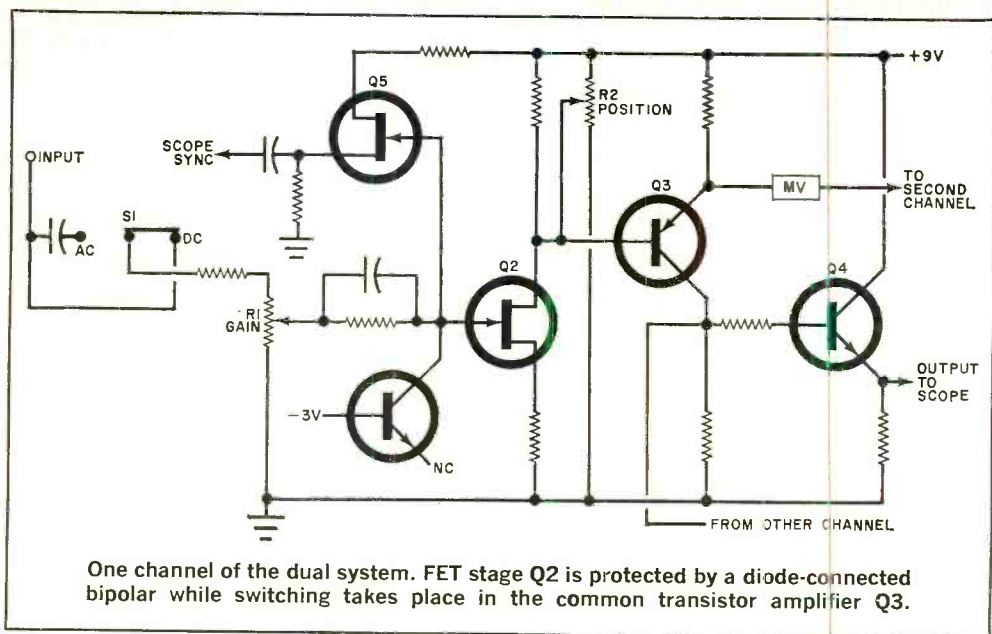 +9V
Q5
R2
POSITION
SCOPE
SYNC
INPUT
TO
SECOND
CHANNEL
MV
Q3
S1
AC
DC
Q2
Q4
R1
GAIN
OUTPUT
TO
SCOPE
-3V
NC
FROM OTHER CHANNEL
One channel of the dual system. FET stage Q2 is protected by a diode-connected
bipolar while switching takes place in the common transistor amplifier Q3.